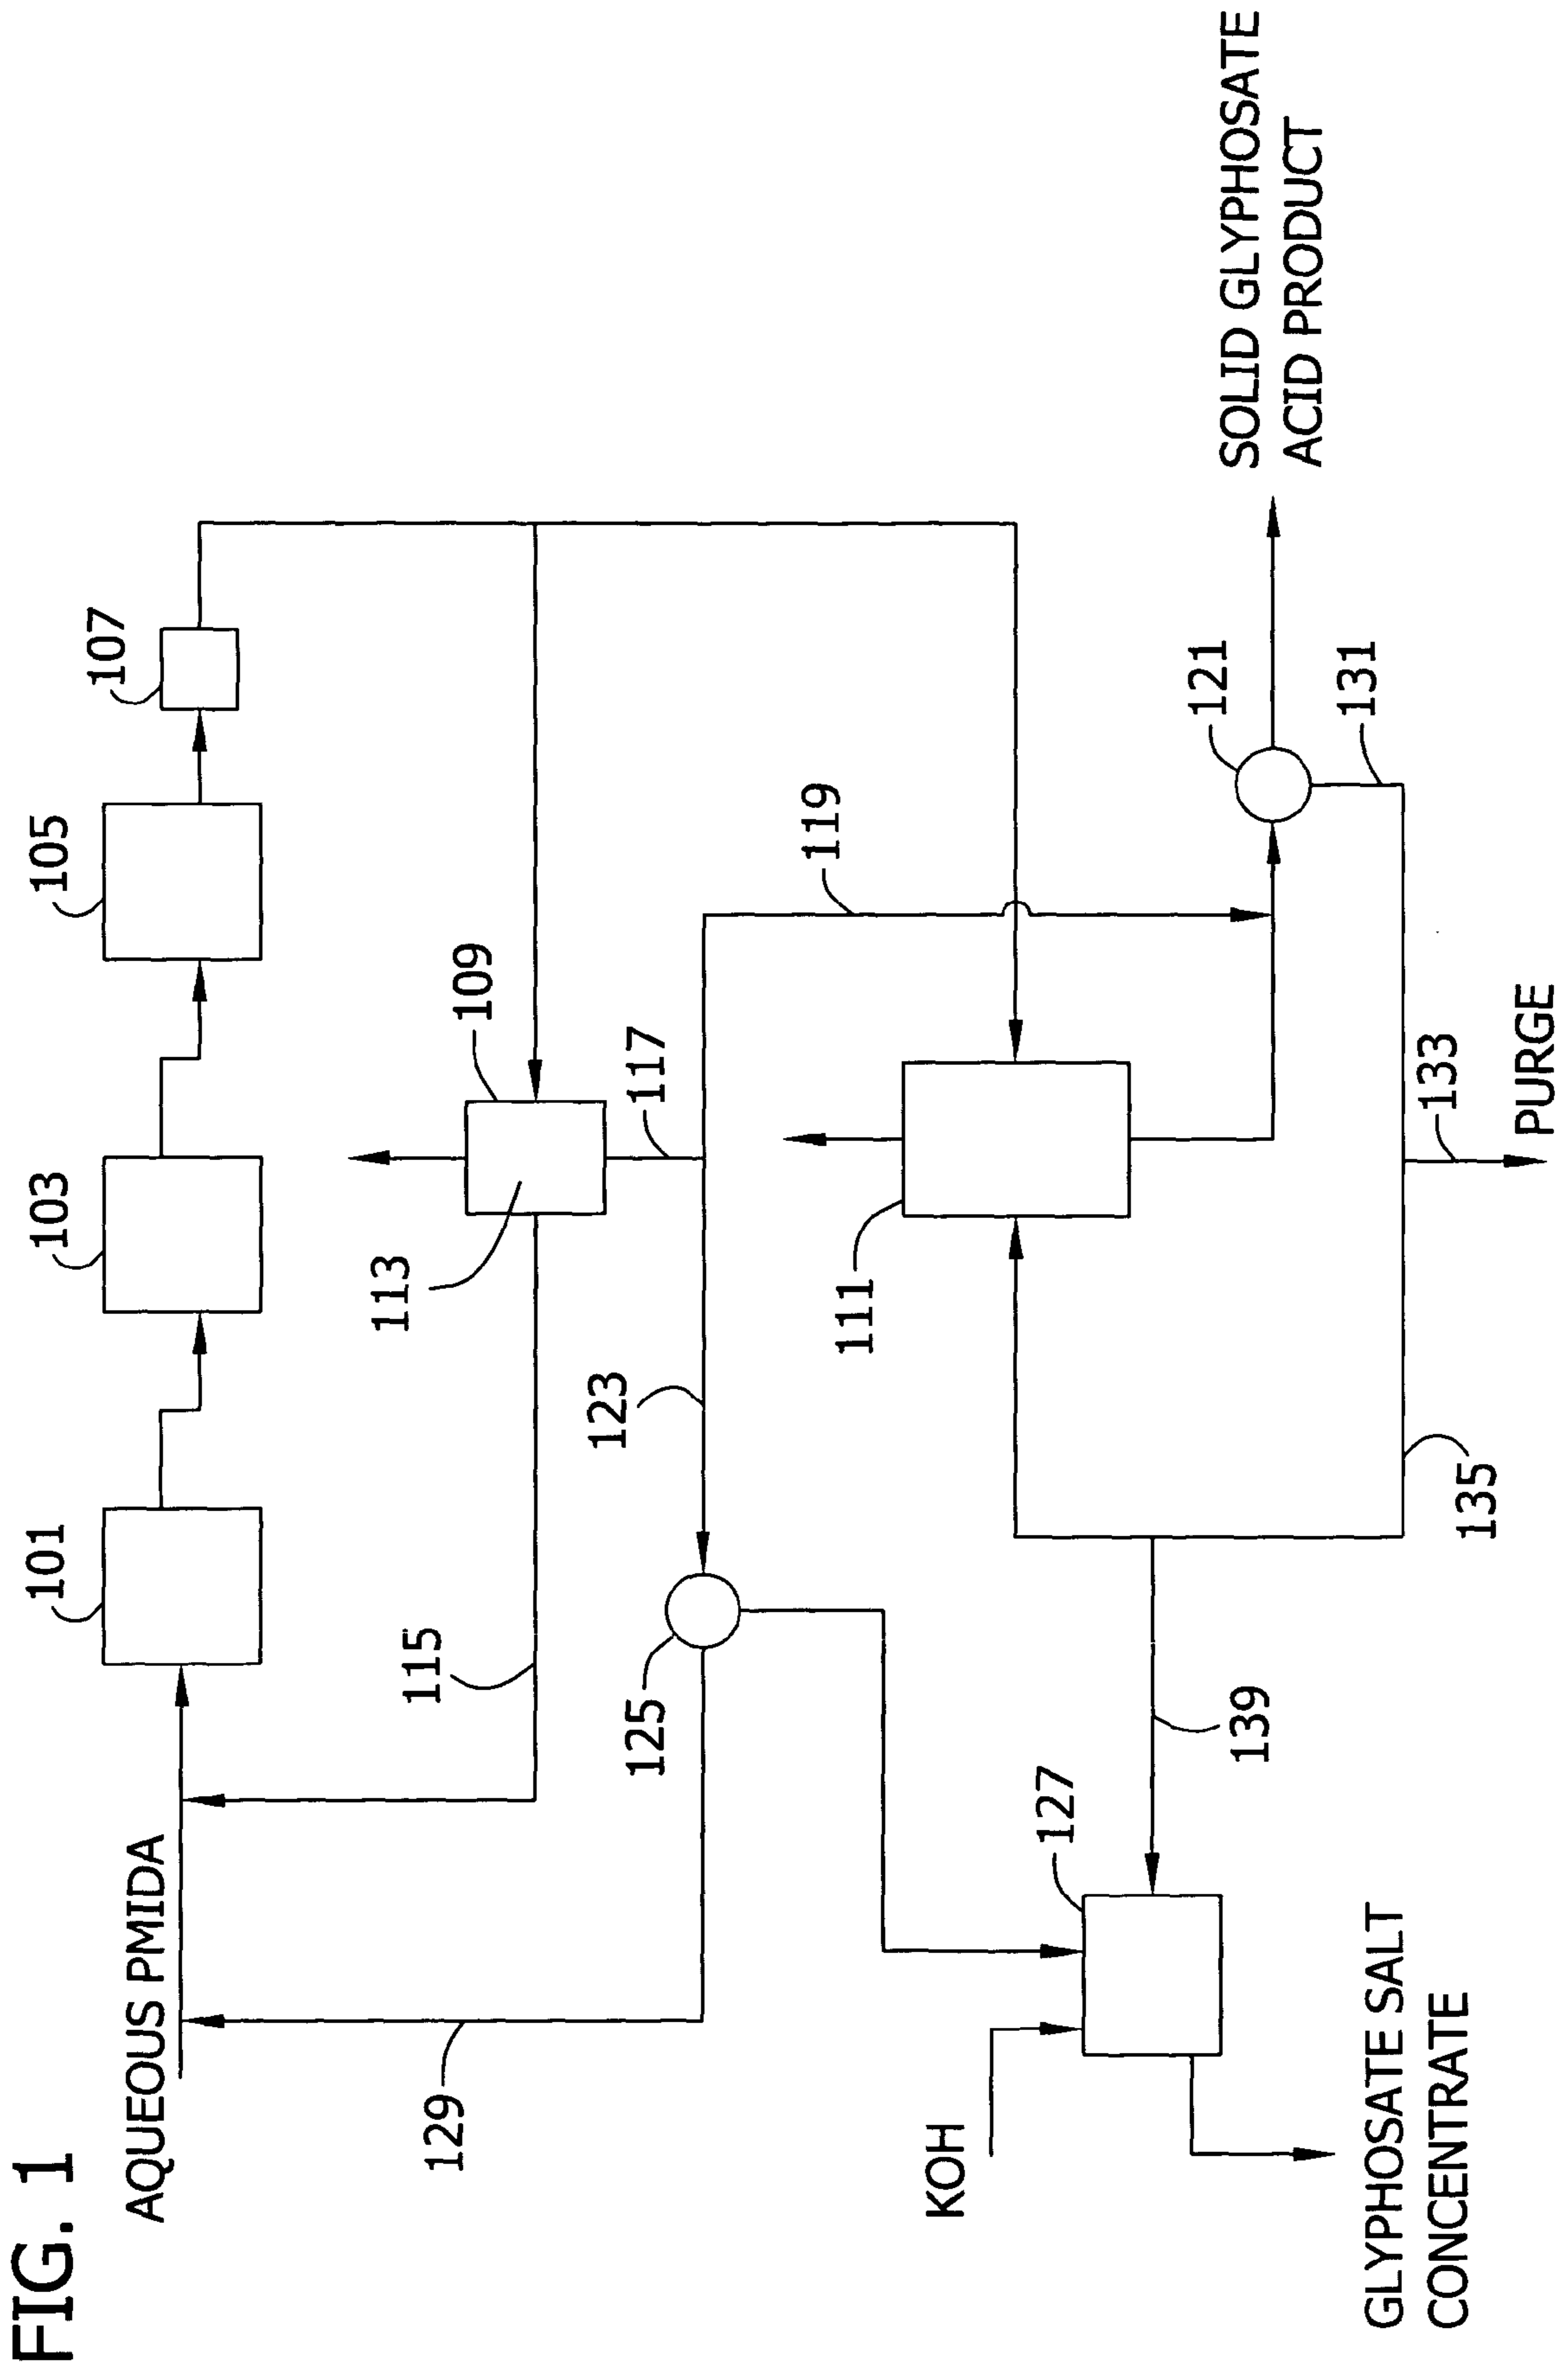 FIG. 1
AQUEOUS PMIDA
101
103
105
107
109
113
115
117
119
123
125
129
111
121
131
SOLID GLYPHOSATE
ACID PRODUCT
KOH
127
139
135
133
PURGE
GLYPHOSATE SALT
CONCENTRATE